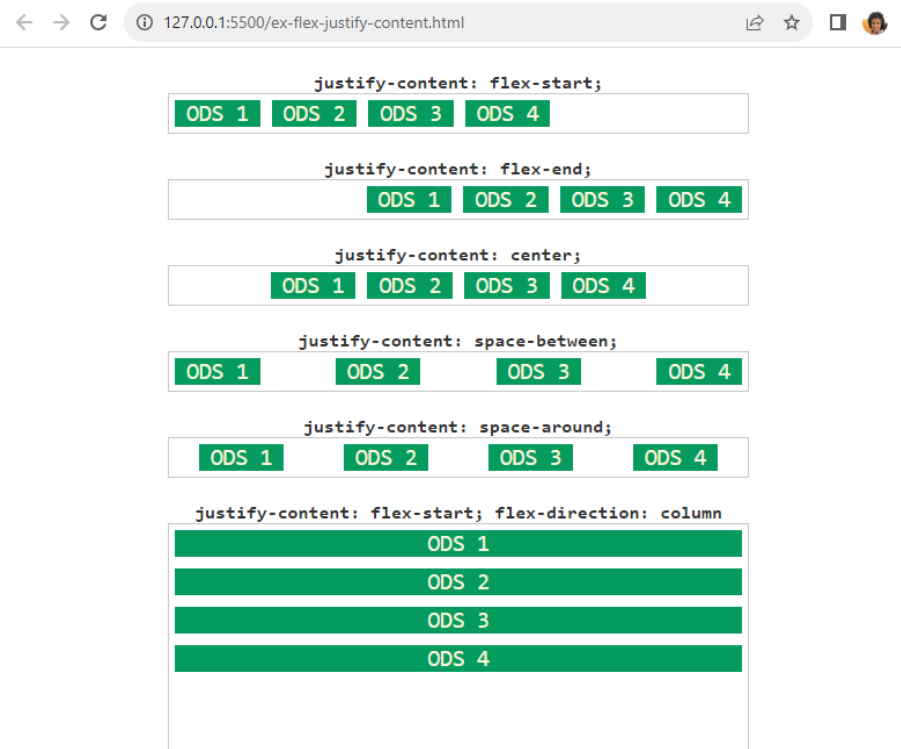 127.0.0.1:5500/ex-flex-justify-content.html
justify-content: flex-start;
ODS 1 ODS 2 ODS 3 ODS 4
justify-content: flex-end;
ODS 1 ODS 2 ODS 3 ODS 4
justify-content: center;
ODS 1 ODS 2 ODS 3 ODS 4
justify-content: space-between;
ODS 1 ODS 2 ODS 3 ODS 4
justify-content: space-around;
ODS 1 ODS 2 ODS 3 ODS 4
justify-content: flex-start; flex-direction: column
ODS 1
ODS 2
ODS 3
ODS 4